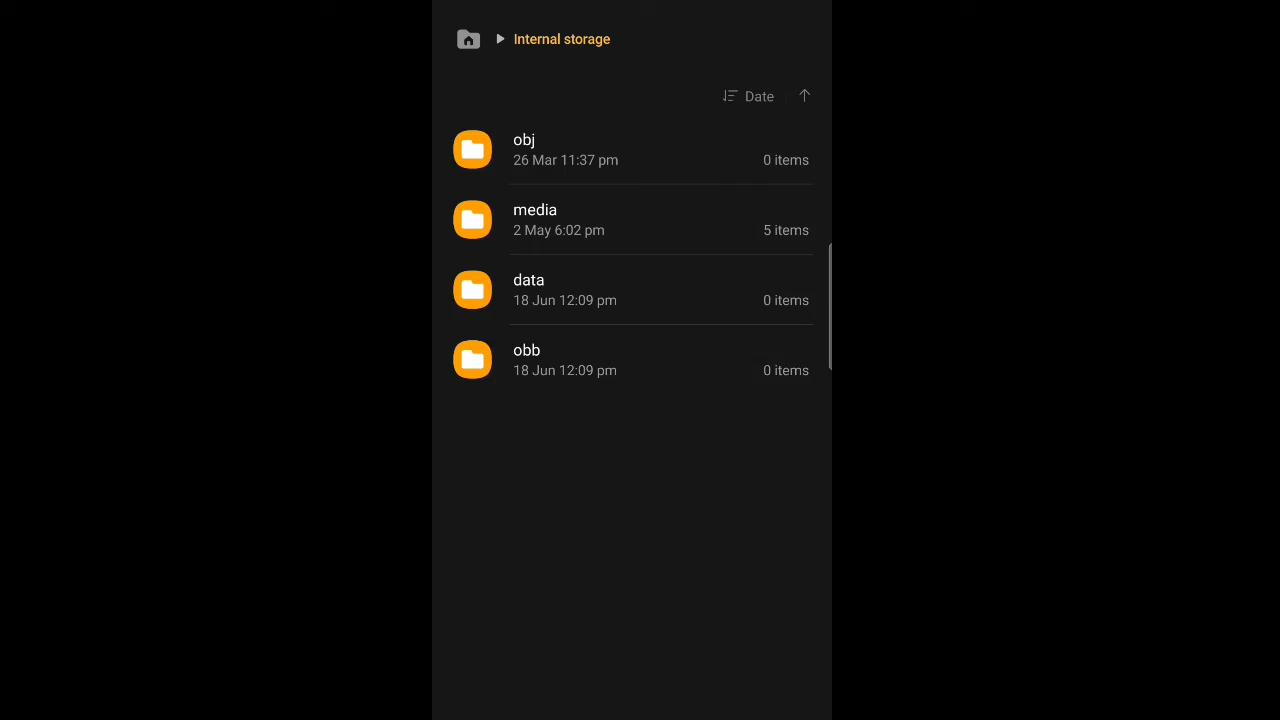 Internal storage
Date
obj
26 Mar 11:37 pm 0 items
media
2 May 6:02 pm 5 items
data
18 Jun 12:09 pm 0 items
obb
18 Jun 12:09 pm 0 items